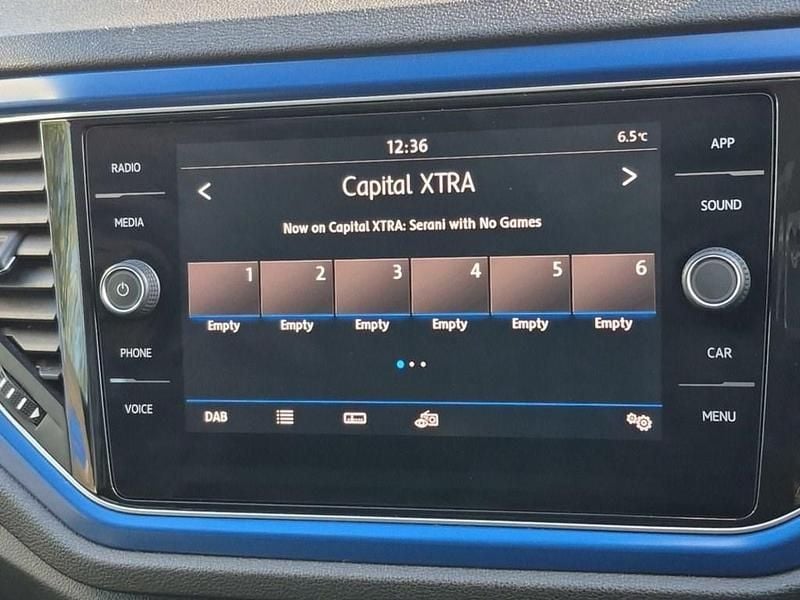 12:36
6.5°C
RADIO
MEDIA
PHONE
VOICE
Capital XTRA
Now on Capital XTRA: Serani with No Games
1 2 3 4 5 6
Empty Empty Empty Empty Empty Empty
DAB
APP
SOUND
CAR
MENU